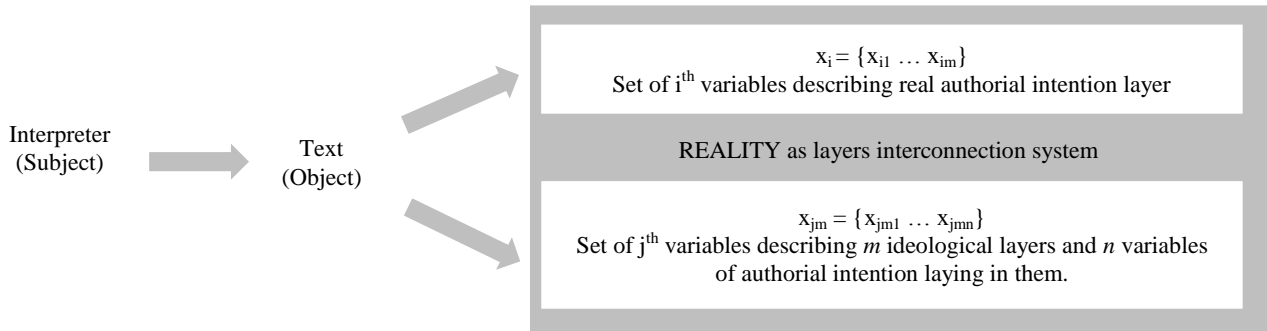 Interpreter
(Subject)
Text
(Object)
xᵢ = {xᵢ₁ … xᵢₘ}
Set of iᵗʰ variables describing real authorial intention layer
REALITY as layers interconnection system
xⱼₘ = {xⱼₘ₁ … xⱼₘₙ}
Set of jᵗʰ variables describing m ideological layers and n variables
of authorial intention laying in them.